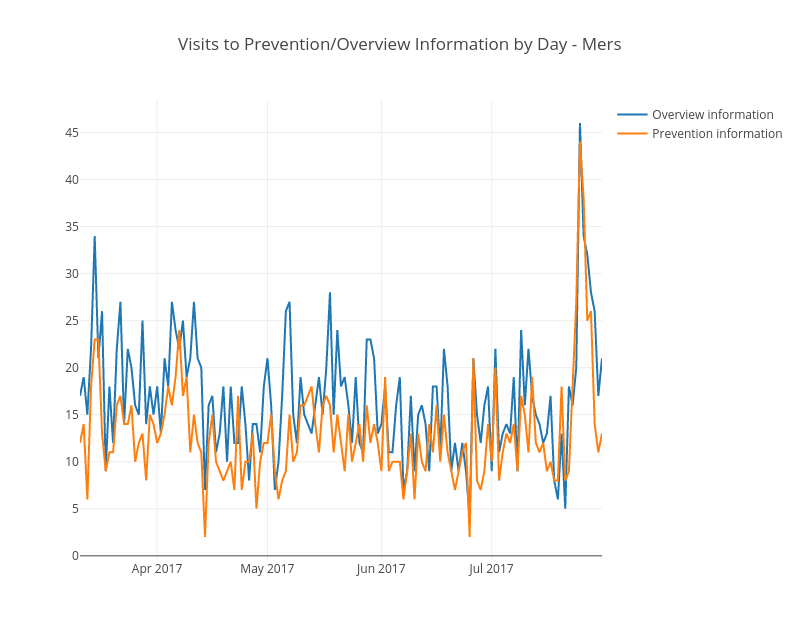 Visits to Prevention/Overview Information by Day - Mers
Overview information
Prevention information
45
40
35
30
25
20
15
10
5
0
Apr 2017
May 2017
Jun 2017
Jul 2017